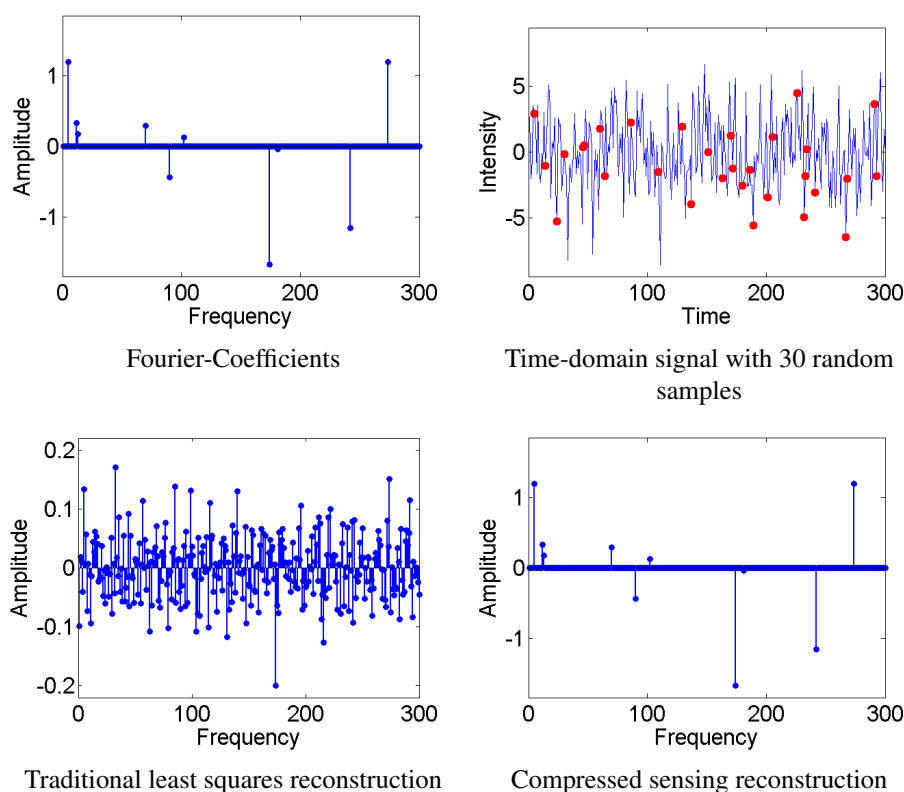 Amplitude
1
0
-1
0
100
200
300
Frequency
Fourier-Coefficients
Intensity
5
0
-5
0
100
200
300
Time
Time-domain signal with 30 random
samples
Amplitude
0.2
0.1
0
-0.1
-0.2
0
100
200
300
Frequency
Traditional least squares reconstruction
Amplitude
1
0
-1
0
100
200
300
Frequency
Compressed sensing reconstruction